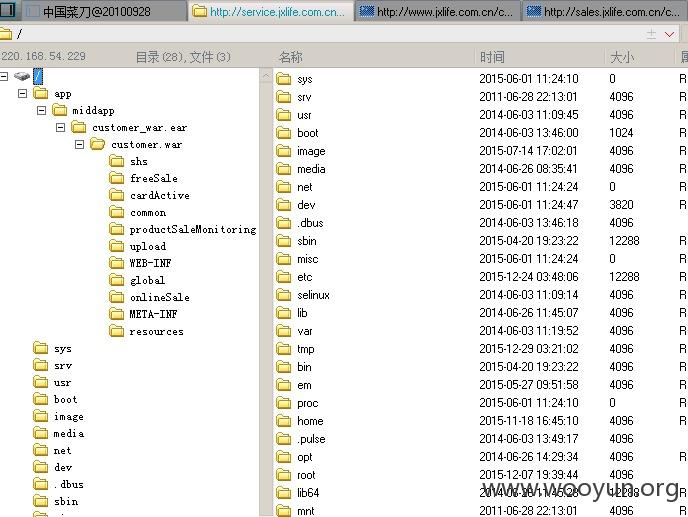 中国菜刀@20100928 http://service.jxlife.com.cn... http://www.jxlife.com.cn/c... http://sales.jxlife.com.cn/c...
/
220.168.54.229 目录(28),文件(3) 名称 时间 大小
/
app
middapp
customer_war.ear
customer.war
shs
freeSale
cardActive
common
productSaleMonitoring
upload
WEB-INF
global
onlineSale
META-INF
resources
sys
srv
usr
boot
image
media
net
dev
.dbus
sbin
sys 2015-06-01 11:24:10 0 R
srv 2011-06-28 22:13:01 4096 R
usr 2014-06-03 11:09:45 4096 R
boot 2014-06-03 13:46:00 1024 R
image 2015-07-14 17:02:01 4096 R
media 2014-06-26 08:35:41 4096 R
net 2015-06-01 11:24:24 0 R
dev 2015-06-01 11:24:47 3820 R
.dbus 2014-06-03 13:46:18 4096
sbin 2015-04-20 19:23:22 12288 R
misc 2015-06-01 11:24:24 0 R
etc 2015-12-24 03:48:06 12288 R
selinux 2014-06-03 11:09:14 4096 R
lib 2014-06-26 11:45:07 4096 R
var 2014-06-03 11:19:52 4096 R
tmp 2015-12-29 03:21:02 4096 R
bin 2015-04-20 19:23:22 4096 R
em 2015-05-27 09:51:58 4096 R
proc 2015-06-01 11:24:10 0 R
home 2015-11-18 16:45:10 4096 R
.pulse 2014-06-03 13:49:17 4096
opt 2014-06-26 14:29:34 4096 R
root 2015-12-07 19:39:44 4096
lib64 2014-06-26 11:45:26 12288 R
mnt 2011-06-28 22:13:01 4096 R
www.wooyun.org